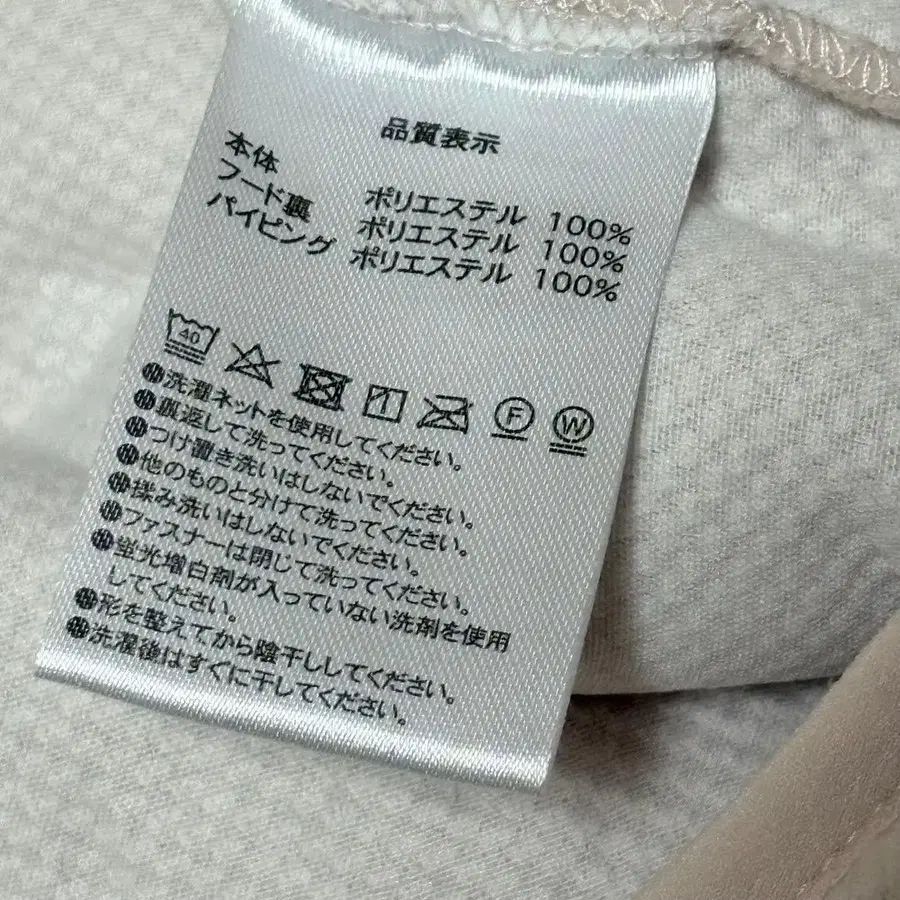 品質表示
本体 ポリエステル 100%
フード裏 ポリエステル 100%
パイピング ポリエステル 100%
40
F W
洗濯ネットを使用してください。
裏返して洗ってください。
つけ置き洗いはしないでください。
他のものと分けて洗ってください。
揉み洗いはしないでください。
ファスナーは閉じて洗ってください。
蛍光増白剤が入っていない洗剤を使用
してください。
形を整えてから陰干ししてください。
洗濯後はすぐに干してください。